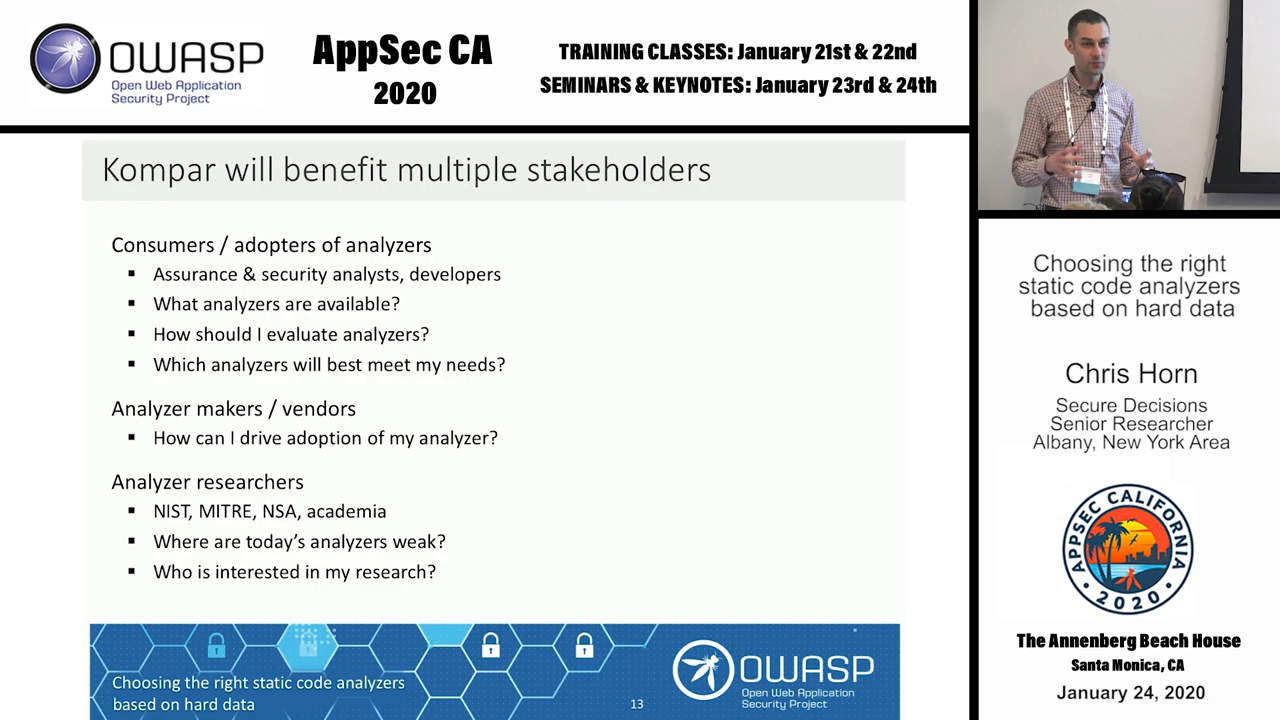 OWASP
Open Web Application
Security Project
AppSec CA
2020
TRAINING CLASSES: January 21st & 22nd
SEMINARS & KEYNOTES: January 23rd & 24th
Kompar will benefit multiple stakeholders
Consumers / adopters of analyzers
▪ Assurance & security analysts, developers
▪ What analyzers are available?
▪ How should I evaluate analyzers?
▪ Which analyzers will best meet my needs?
Analyzer makers / vendors
▪ How can I drive adoption of my analyzer?
Analyzer researchers
▪ NIST, MITRE, NSA, academia
▪ Where are today's analyzers weak?
▪ Who is interested in my research?
Choosing the right static code analyzers
based on hard data
13
OWASP
Open Web Application
Security Project
Choosing the right
static code analyzers
based on hard data
Chris Horn
Secure Decisions
Senior Researcher
Albany, New York Area
APPSEC CALIFORNIA
• 2020 •
The Annenberg Beach House
Santa Monica, CA
January 24, 2020